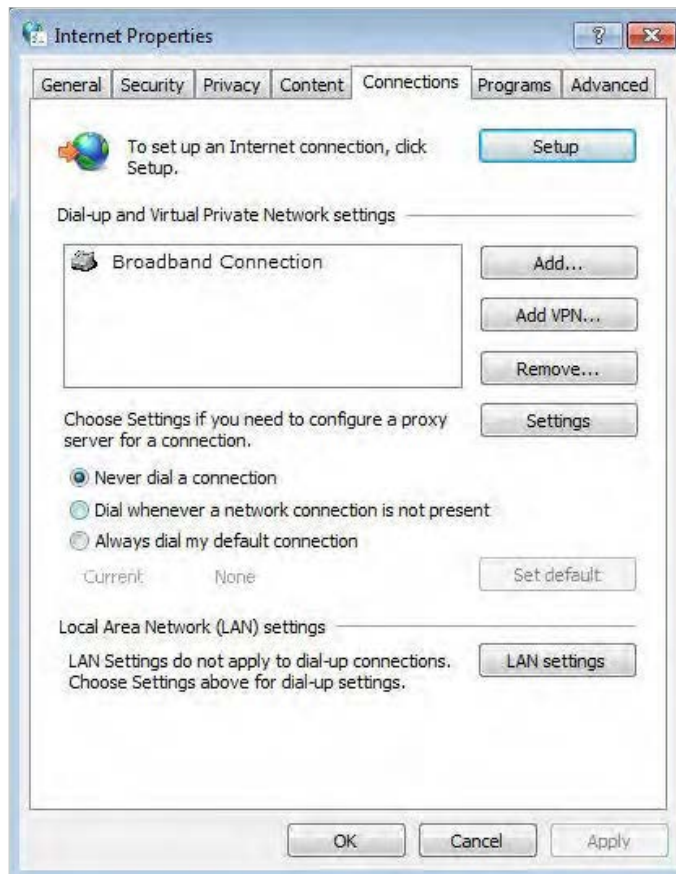 Internet Properties
General Security Privacy Content Connections Programs Advanced
To set up an Internet connection, click
Setup.
Setup
Dial-up and Virtual Private Network settings
Broadband Connection
Add...
Add VPN...
Remove...
Choose Settings if you need to configure a proxy
server for a connection.
Settings
Never dial a connection
Dial whenever a network connection is not present
Always dial my default connection
Current None
Set default
Local Area Network (LAN) settings
LAN Settings do not apply to dial-up connections.
Choose Settings above for dial-up settings.
LAN settings
OK Cancel Apply